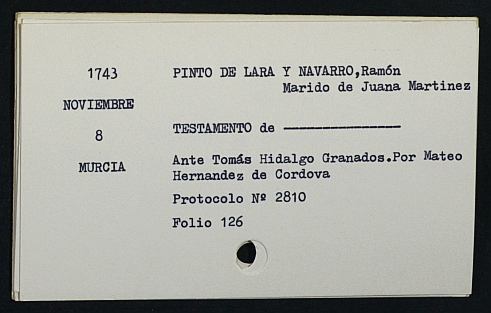 1743
NOVIEMBRE
8
MURCIA
PINTO DE LARA Y NAVARRO,Ramón
Marido de Juana Martinez
TESTAMENTO de ------------------
Ante Tomás Hidalgo Granados.Por Mateo
Hernandez de Cordova
Protocolo Nº 2810
Folio 126